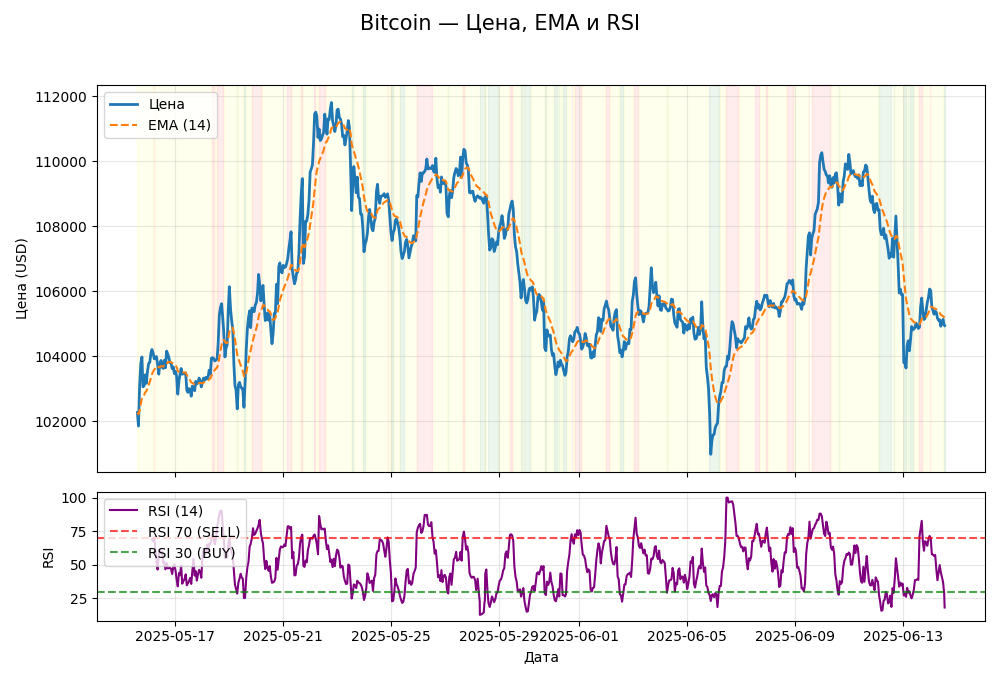 Bitcoin — Цена, EMA и RSI
112000
110000
108000
106000
104000
102000
Цена (USD)
Цена
EMA (14)
100
75
50
25
RSI
RSI (14)
RSI 70 (SELL)
RSI 30 (BUY)
2025-05-17
2025-05-21
2025-05-25
2025-05-29
2025-06-01
2025-06-05
2025-06-09
2025-06-13
Дата